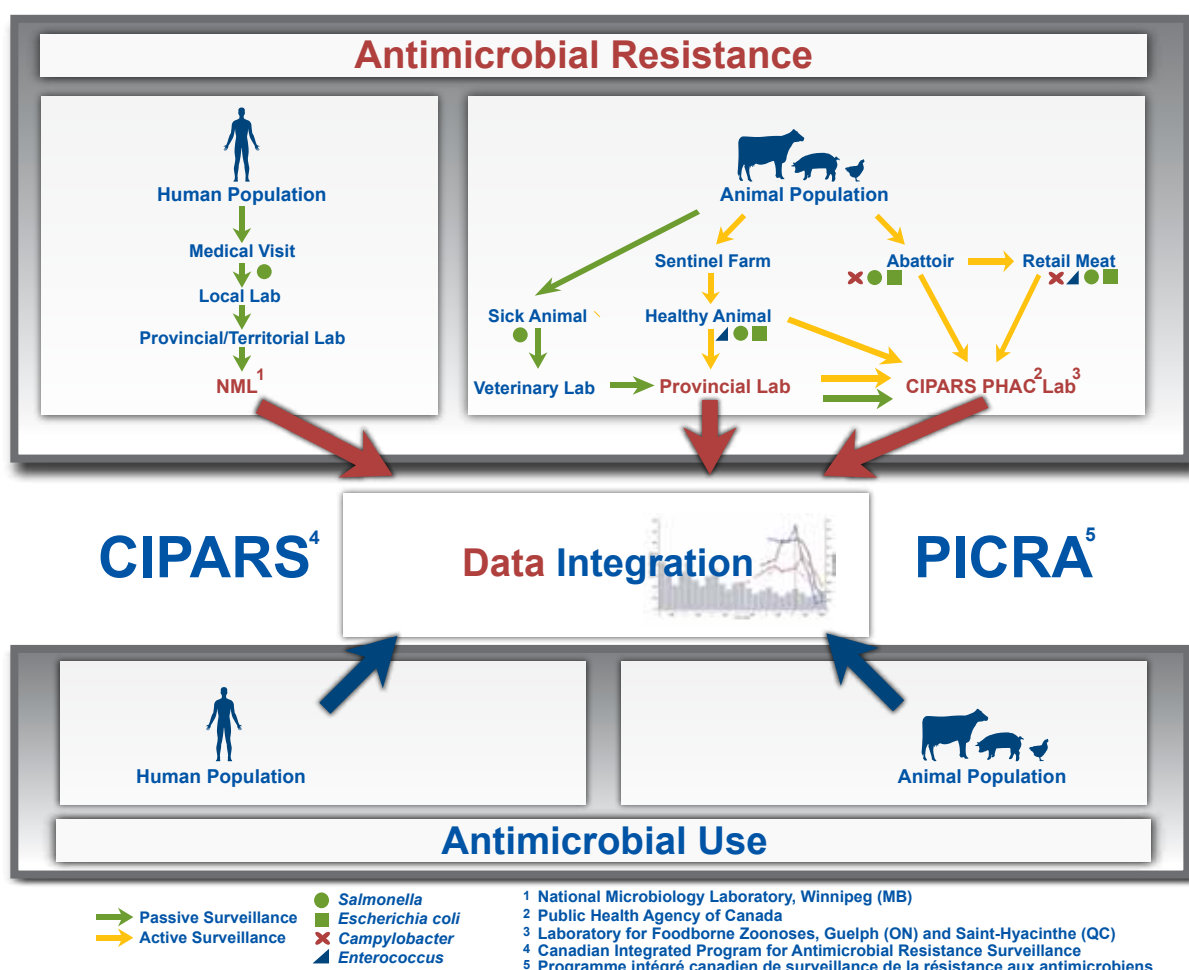 Antimicrobial Resistance
Human Population
Medical Visit
Local Lab
Provincial/Territorial Lab
NML1
Animal Population
Sentinel Farm
Abattoir
Retail Meat
Sick Animal
Healthy Animal
Veterinary Lab
Provincial Lab
CIPARS PHAC2 Lab3
CIPARS4
Data Integration
PICRA5
Human Population
Animal Population
Antimicrobial Use
Passive Surveillance
Active Surveillance
Salmonella
Escherichia coli
Campylobacter
Enterococcus
1 National Microbiology Laboratory, Winnipeg (MB)
2 Public Health Agency of Canada
3 Laboratory for Foodborne Zoonoses, Guelph (ON) and Saint-Hyacinthe (QC)
4 Canadian Integrated Program for Antimicrobial Resistance Surveillance
5 Programme intégré canadien de surveillance de la résistance aux antimicrobiens